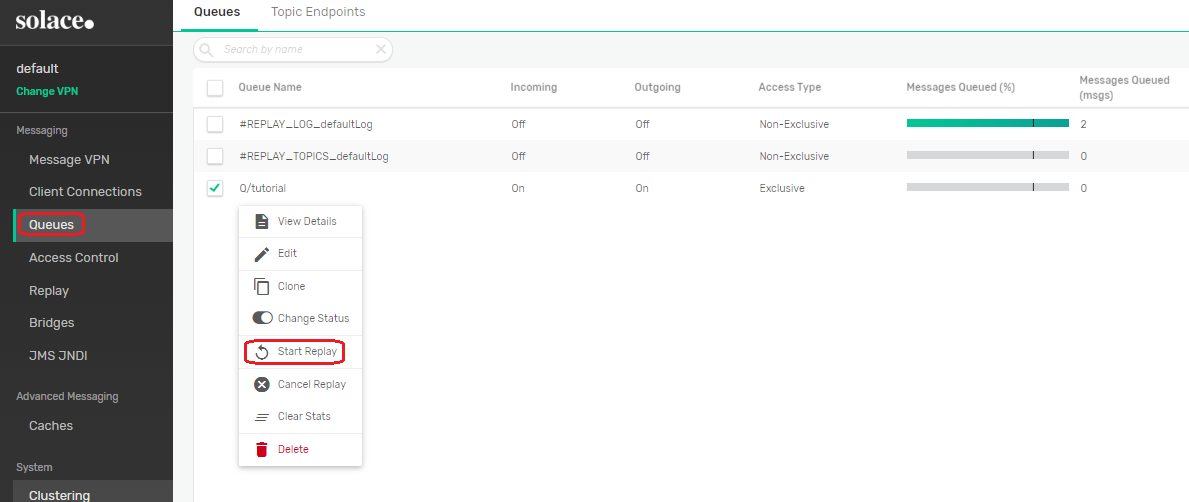 solace.
default
Change VPN
Messaging
Message VPN
Client Connections
Queues
Access Control
Replay
Bridges
JMS JNDI
Advanced Messaging
Caches
System
Clustering
Queues Topic Endpoints
Search by name
Queue Name Incoming Outgoing Access Type Messages Queued (%) Messages Queued
(msgs)
#REPLAY_LOG_defaultLog Off Off Non-Exclusive 2
#REPLAY_TOPICS_defaultLog Off Off Non-Exclusive 0
Q/tutorial On On Exclusive 0
View Details
Edit
Clone
Change Status
Start Replay
Cancel Replay
Clear Stats
Delete